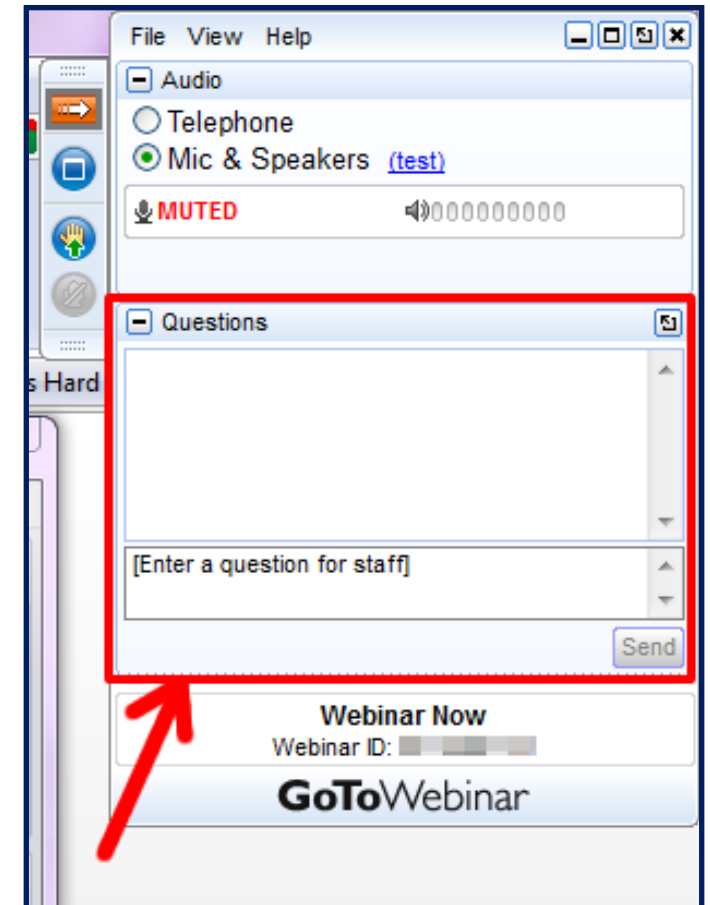 File View Help
Audio
Telephone
Mic & Speakers (test)
MUTED
Questions
s Hard
[Enter a question for staff]
Send
Webinar Now
Webinar ID:
GoToWebinar